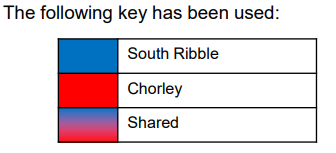 The following key has been used:
South Ribble
Chorley
Shared